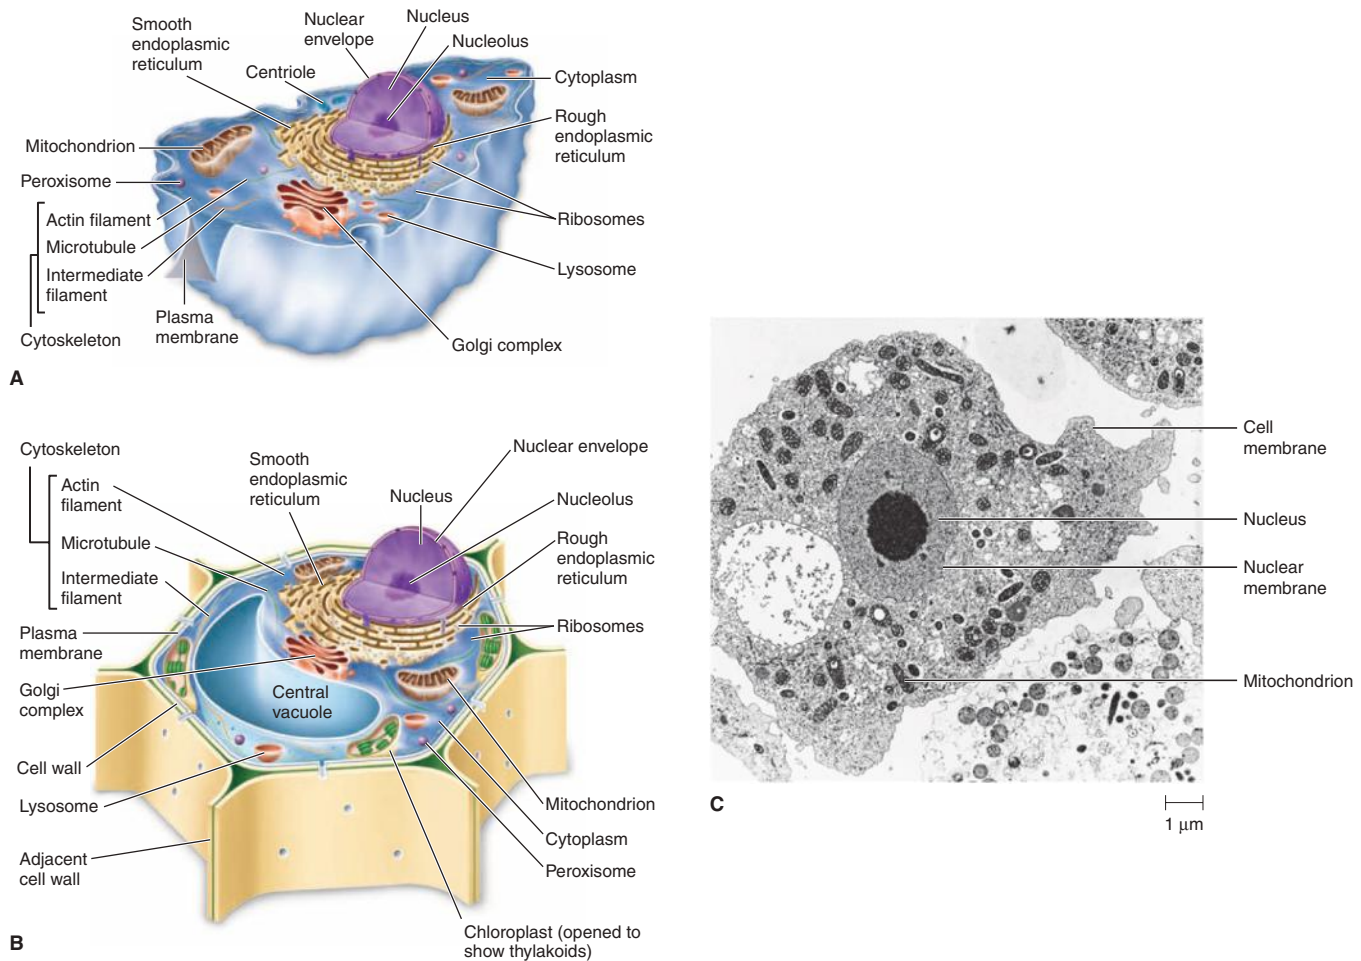 Smooth
endoplasmic
reticulum
Nuclear
envelope
Nucleus
Nucleolus
Centriole
Cytoplasm
Rough
endoplasmic
reticulum
Mitochondrion
Peroxisome
Actin filament
Microtubule
Intermediate
filament
Cytoskeleton
Plasma
membrane
Ribosomes
Lysosome
Golgi complex
A
Cytoskeleton
Actin
filament
Microtubule
Intermediate
filament
Smooth
endoplasmic
reticulum
Nucleus
Nuclear envelope
Nucleolus
Rough
endoplasmic
reticulum
Ribosomes
Plasma
membrane
Golgi
complex
Central
vacuole
Cell wall
Lysosome
Adjacent
cell wall
Mitochondrion
Cytoplasm
Peroxisome
Chloroplast (opened to
show thylakoids)
B
Cell
membrane
Nucleus
Nuclear
membrane
Mitochondrion
C
1 μm